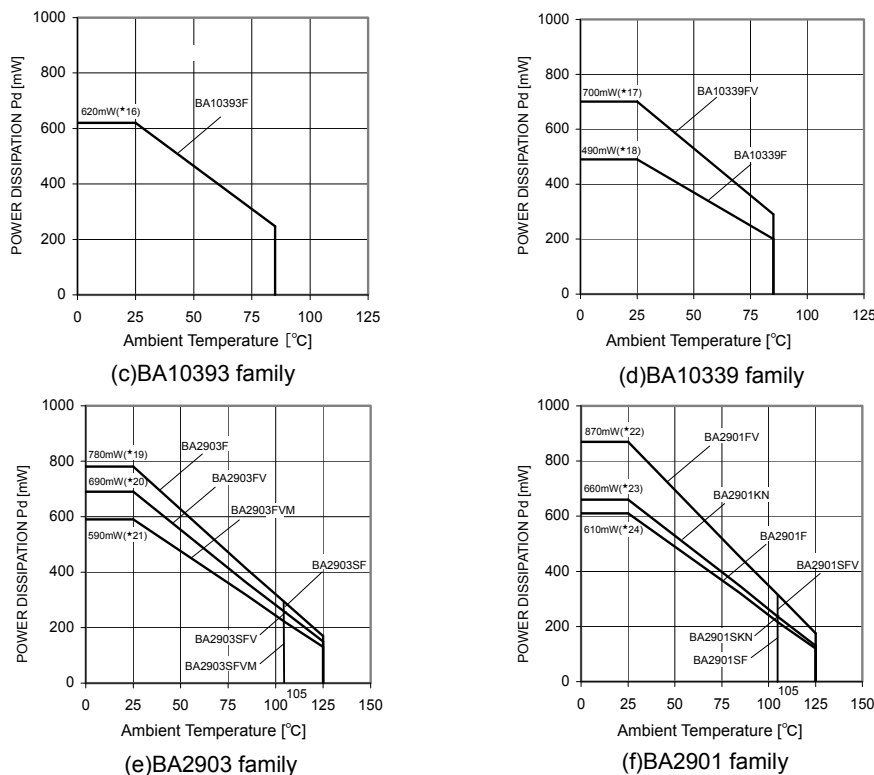 1000
800
600
400
200
0
POWER DISSIPATION Pd [mW]
620mW(★16)
BA10393F
0 25 50 75 100 125
Ambient Temperature [℃]
(c)BA10393 family
1000
800
600
400
200
0
POWER DISSIPATION Pd [mW]
700mW(★17)
490mW(★18)
BA10339FV
BA10339F
0 25 50 75 100 125
Ambient Temperature [℃]
(d)BA10339 family
1000
800
600
400
200
0
POWER DISSIPATION Pd [mW]
780mW(★19)
690mW(★20)
590mW(★21)
BA2903F
BA2903FV
BA2903FVM
BA2903SF
BA2903SFV
BA2903SFVM
105
0 25 50 75 100 125 150
Ambient Temperature [℃]
(e)BA2903 family
1000
800
600
400
200
0
POWER DISSIPATION Pd [mW]
870mW(★22)
660mW(★23)
610mW(★24)
BA2901FV
BA2901KN
BA2901F
BA2901SFV
BA2901SKN
BA2901SF
105
0 25 50 75 100 125 150
Ambient Temperature [℃]
(f)BA2901 family